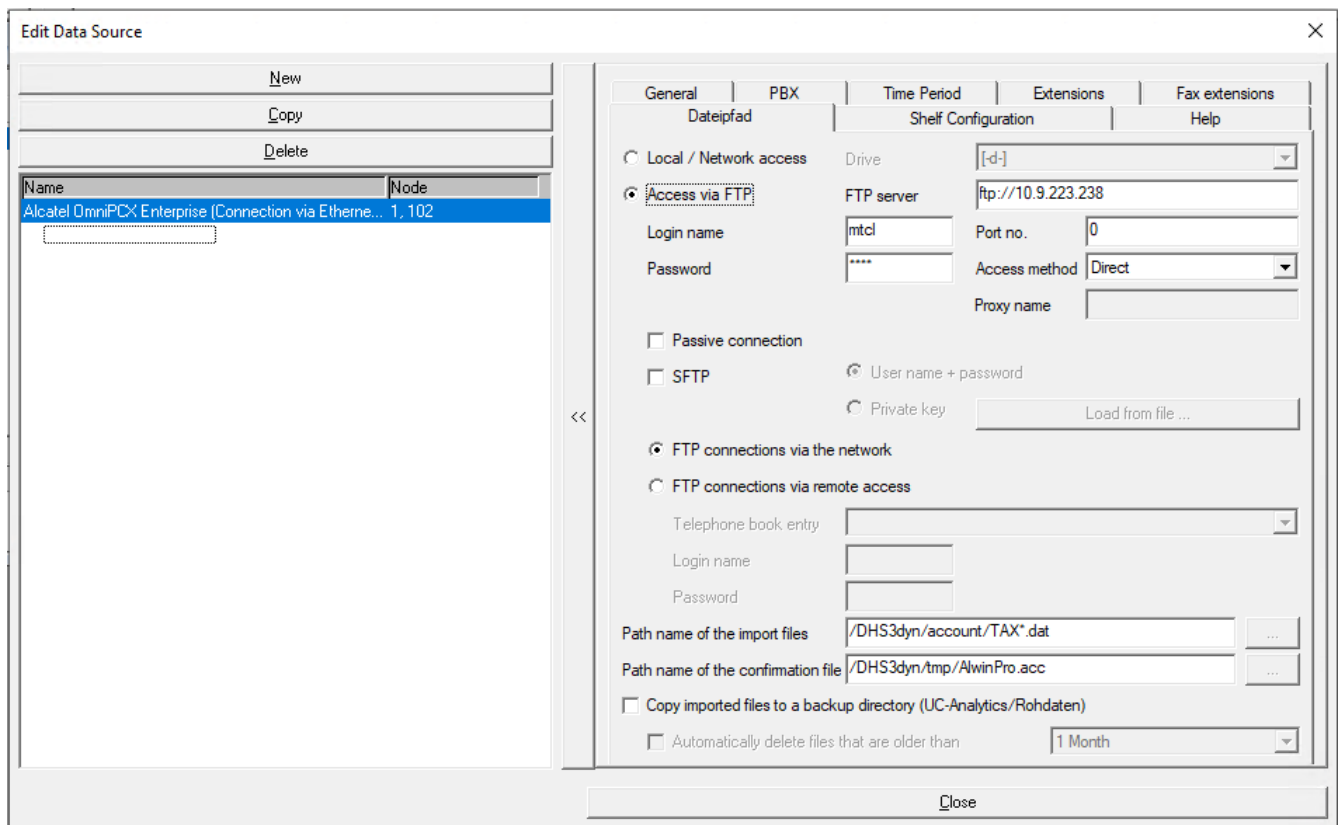 Edit Data Source
New
Copy
Delete
Name Node
Alcatel OmniPCX Enterprise (Connection via Etherne... 1, 102
<<
General PBX Time Period Extensions Fax extensions
Dateipfad Shelf Configuration Help
Local / Network access Drive [-d-]
Access via FTP FTP server ftp://10.9.223.238
Login name mtcl Port no. 0
Password **** Access method Direct
Proxy name
Passive connection
SFTP User name + password
Private key Load from file ...
FTP connections via the network
FTP connections via remote access
Telephone book entry
Login name
Password
Path name of the import files /DHS3dyn/account/TAX*.dat ...
Path name of the confirmation file /DHS3dyn/tmp/AlwinPro.acc ...
Copy imported files to a backup directory (UC-Analytics/Rohdaten)
Automatically delete files that are older than 1 Month
Close